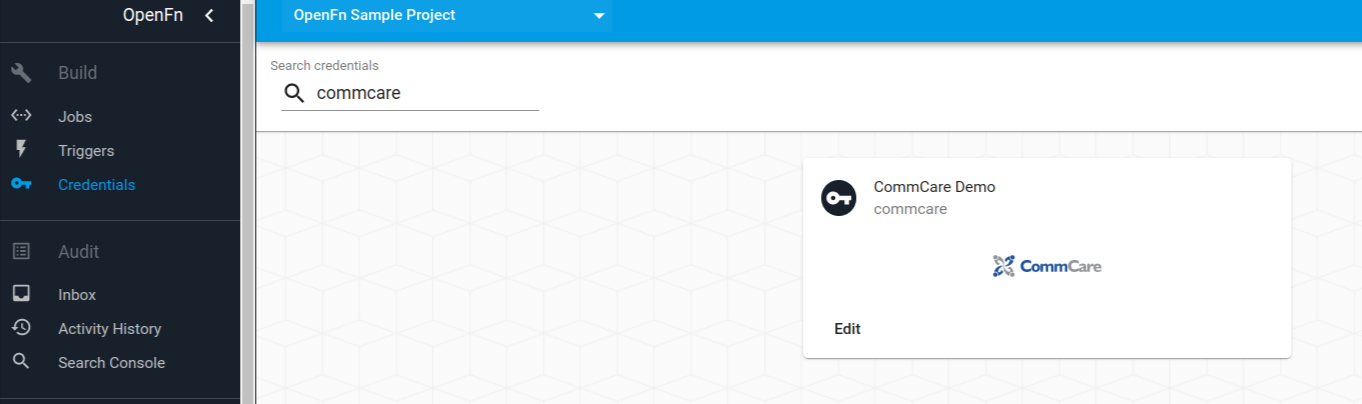 OpenFn
OpenFn Sample Project
Build
Jobs
Triggers
Credentials
Audit
Inbox
Activity History
Search Console
Search credentials
commcare
CommCare Demo
commcare
CommCare
Edit